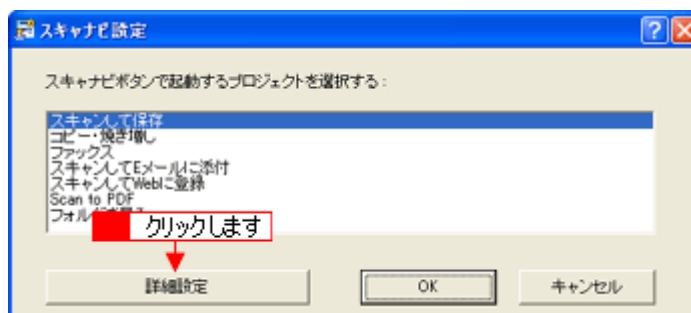 スキャナビ設定
スキャナビボタンで起動するプロジェクトを選択する：
スキャンして保存
コピー・焼き増し
ファックス
スキャンしてEメールに添付
スキャンしてWebに登録
Scan to PDF
クリックします
詳細設定
OK
キャンセル